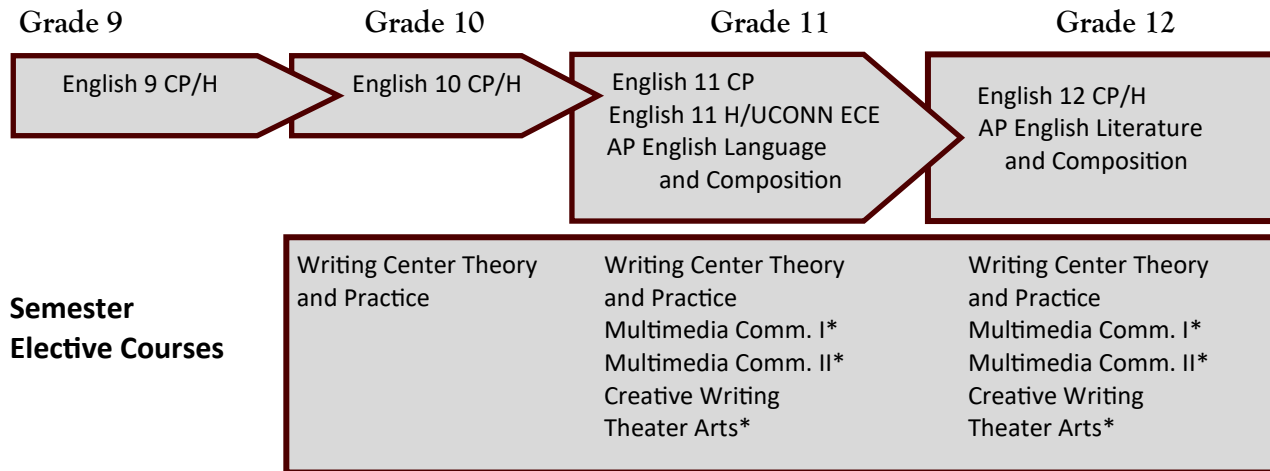 Grade 9
Grade 10
Grade 11
Grade 12
English 9 CP/H
English 10 CP/H
English 11 CP
English 11 H/UCONN ECE
AP English Language
and Composition
English 12 CP/H
AP English Literature
and Composition
Semester
Elective Courses
Writing Center Theory
and Practice
Writing Center Theory
and Practice
Multimedia Comm. I*
Multimedia Comm. II*
Creative Writing
Theater Arts*
Writing Center Theory
and Practice
Multimedia Comm. I*
Multimedia Comm. II*
Creative Writing
Theater Arts*